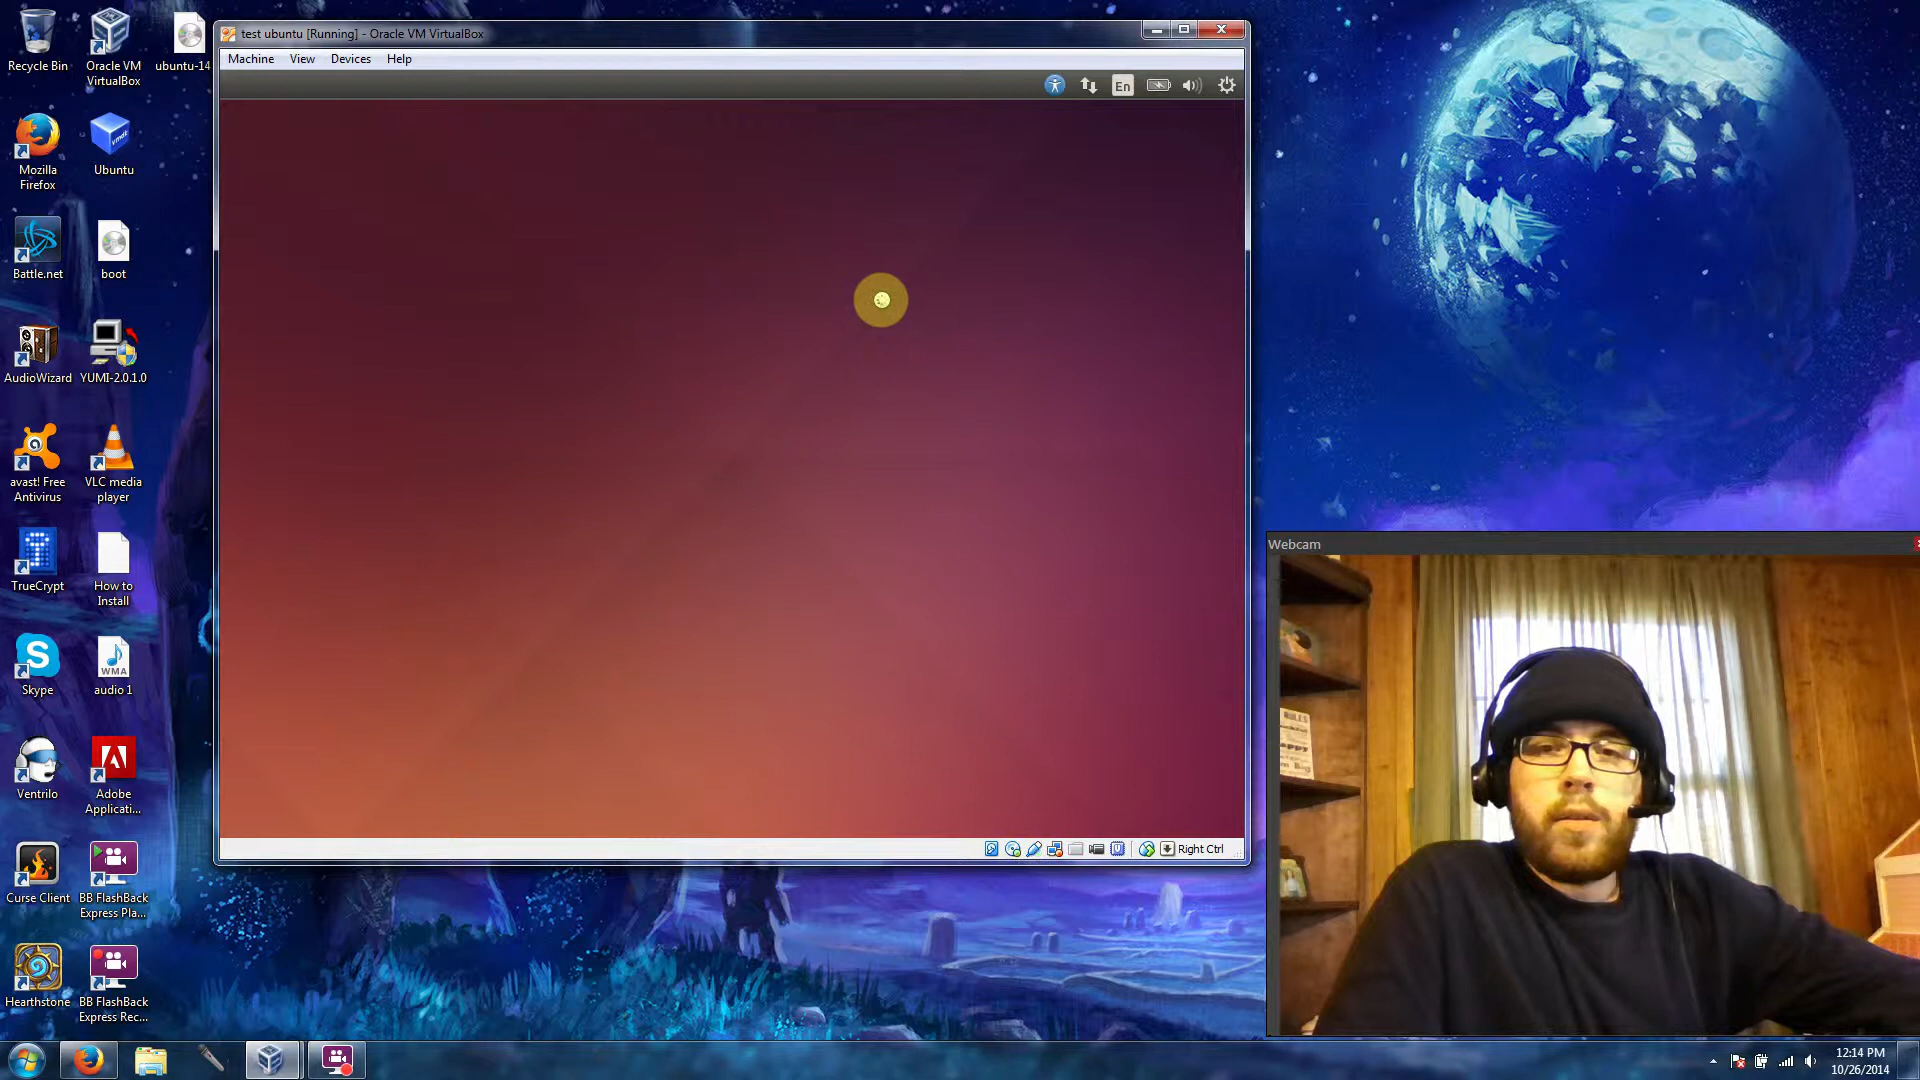 test ubuntu [Running] - Oracle VM VirtualBox
Machine View Devices Help
En
Right Ctrl
Recycle Bin
Oracle VM
VirtualBox
ubuntu-14
Mozilla
Firefox
Ubuntu
Battle.net
boot
AudioWizard
YUMI-2.0.1.0
avast! Free
Antivirus
VLC media
player
TrueCrypt
How to
Install
Skype
WMA
audio 1
Ventrilo
Adobe
Applicati...
Curse Client
BB FlashBack
Express Pla...
Hearthstone
BB FlashBack
Express Rec...
Webcam
RULES
12:14 PM
10/26/2014